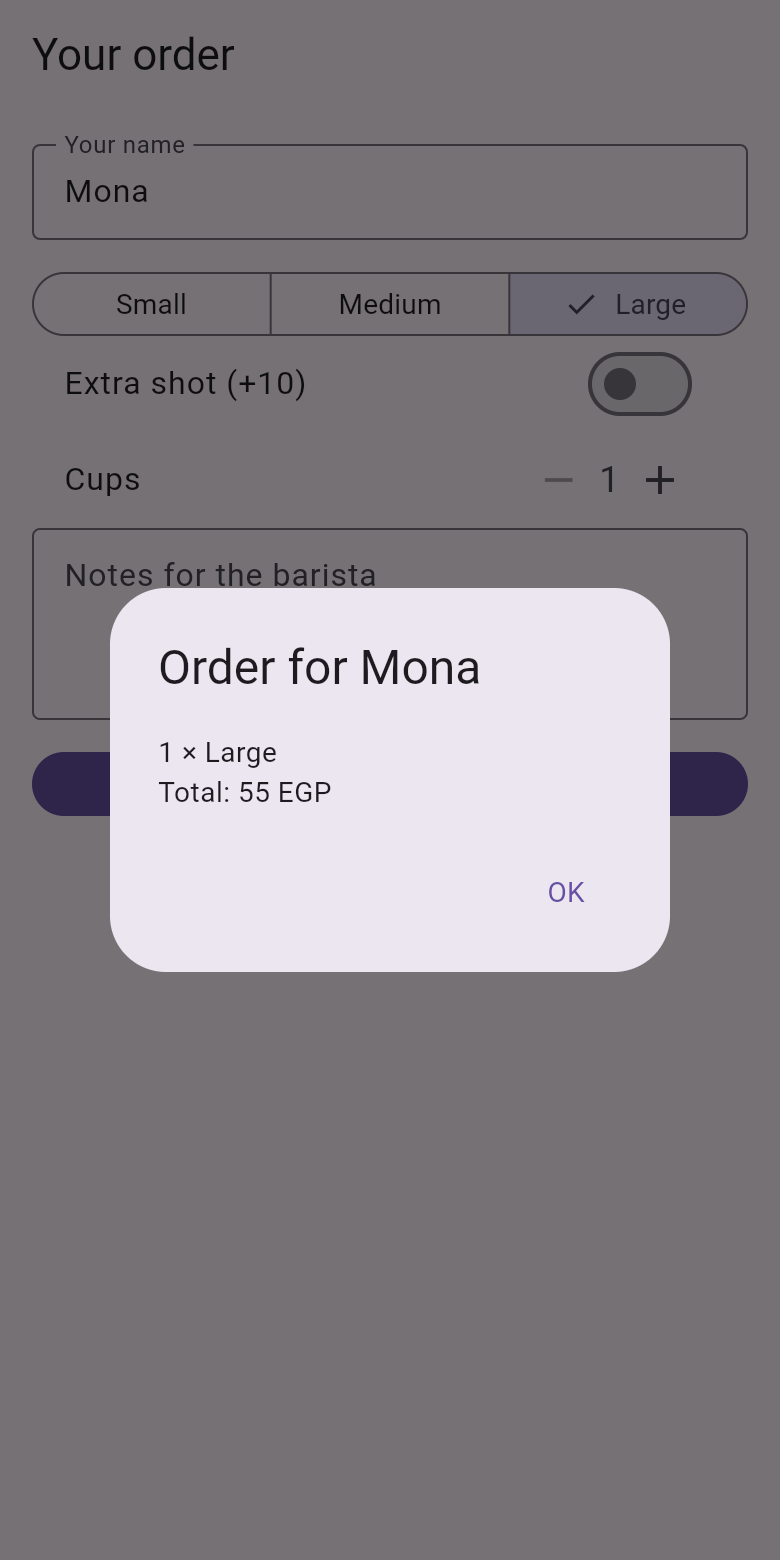 Your order
Your name
Mona
Small
Medium
Large
Extra shot (+10)
Cups
1
Notes for the barista
Order for Mona
1 × Large
Total: 55 EGP
OK